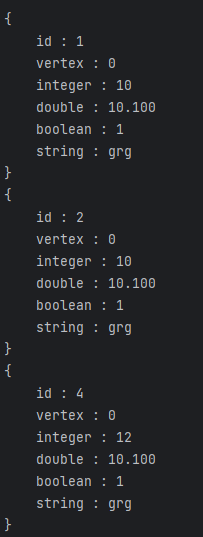 {
    id : 1
    vertex : 0
    integer : 10
    double : 10.100
    boolean : 1
    string : grg
}
{
    id : 2
    vertex : 0
    integer : 10
    double : 10.100
    boolean : 1
    string : grg
}
{
    id : 4
    vertex : 0
    integer : 12
    double : 10.100
    boolean : 1
    string : grg
}